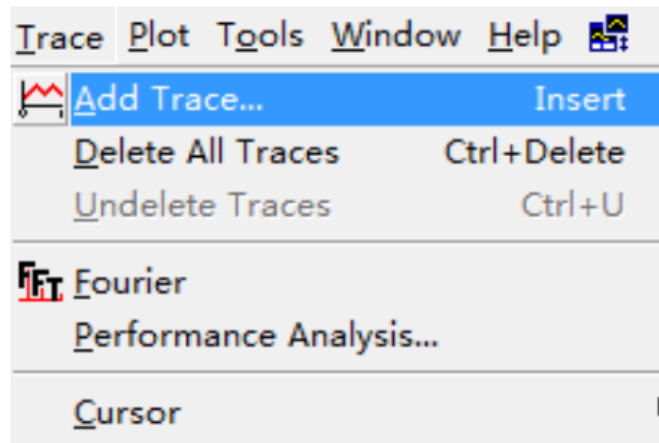 Trace Plot Tools Window Help
Add Trace... Insert
Delete All Traces Ctrl+Delete
Undelete Traces Ctrl+U
FFT Fourier
Performance Analysis...
Cursor